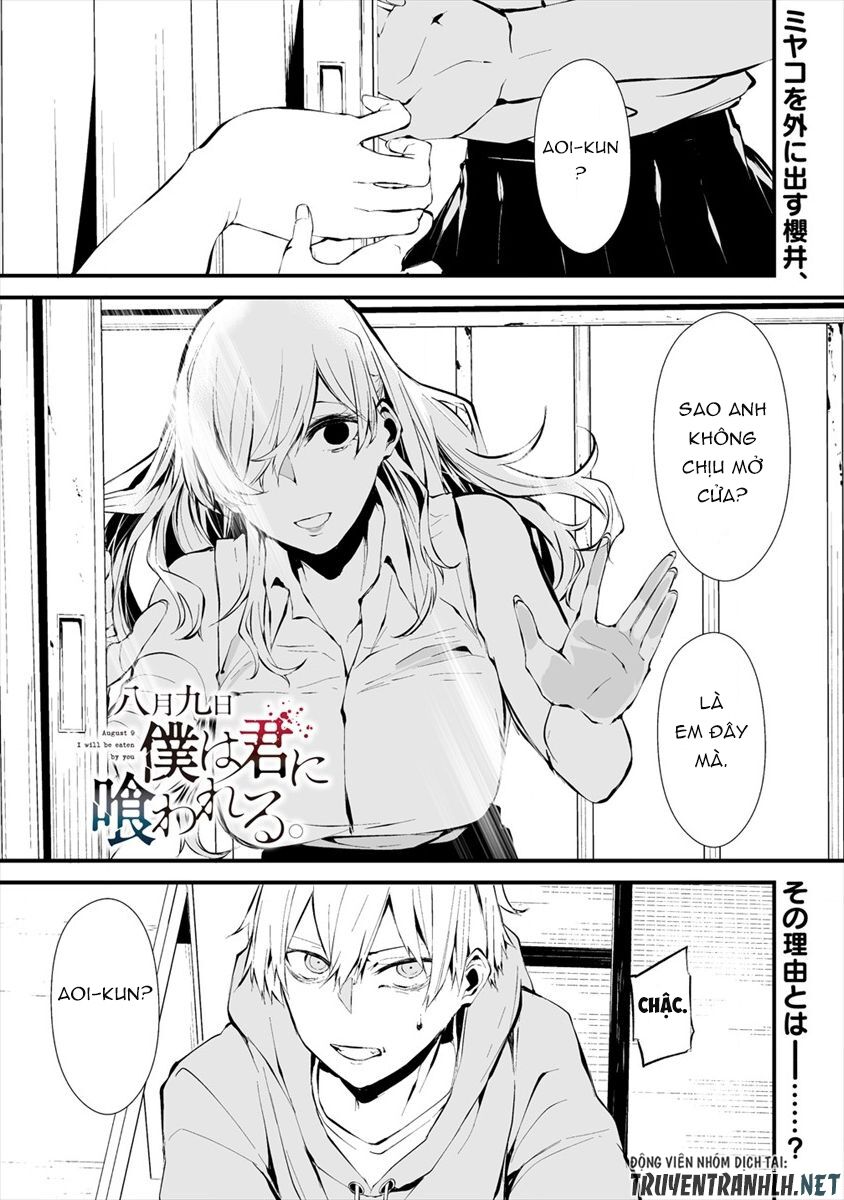 ミヤコを外に出す櫻井、
AOI-KUN
?
SAO ANH
KHÔNG
CHỊU MỞ
CỬA?
LÀ
EM ĐÂY
MÀ.
八月九日
August 9
I will be eaten
by you
僕は君に
喰われる。
CHẬC.
AOI-KUN?
その理由とは――……？
ĐỘNG VIÊN NHÓM DỊCH TẠI:
TRUYENTRANHLH.NET